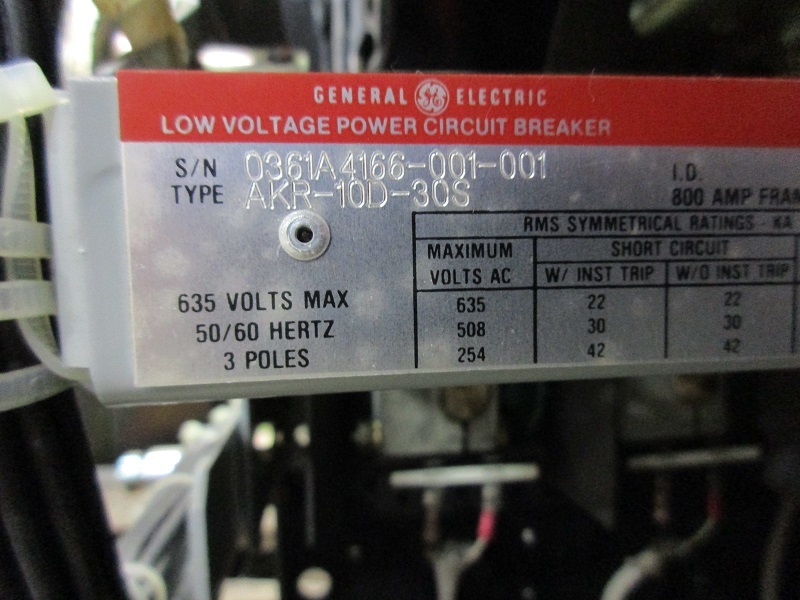 GENERAL GE ELECTRIC
LOW VOLTAGE POWER CIRCUIT BREAKER
S/N 0361A4166-001-001 I.D.
TYPE AKR-10D-30S 800 AMP FRAM
RMS SYMMETRICAL RATINGS KA
MAXIMUM VOLTS AC
SHORT CIRCUIT
W/ INST TRIP W/O INST TRIP
635 22 22
508 30 30
254 42 42
635 VOLTS MAX
50/60 HERTZ
3 POLES